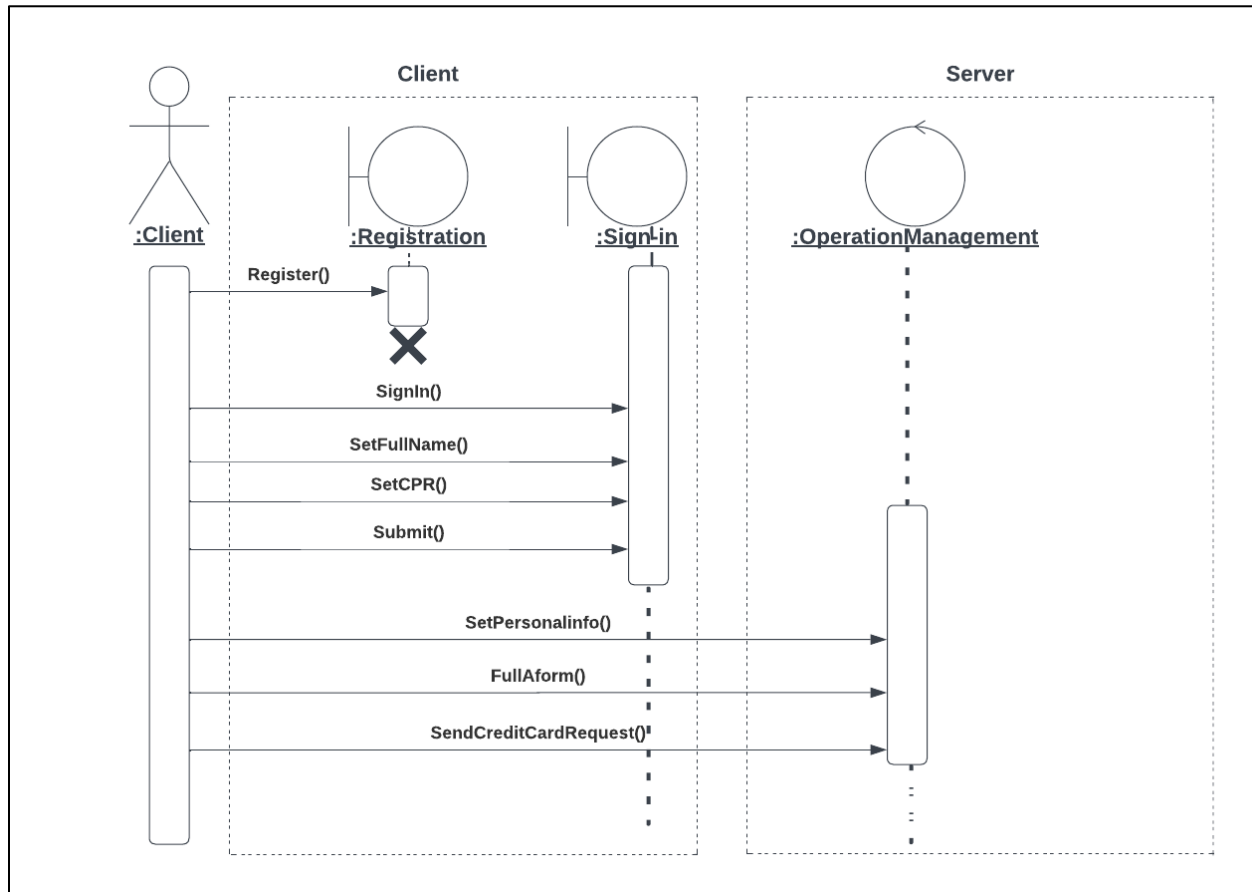 Client
Server
:Client
:Registration
:Sign-in
:OperationManagement
Register()
SignIn()
SetFullName()
SetCPR()
Submit()
SetPersonalinfo()
FullAform()
SendCreditCardRequest()